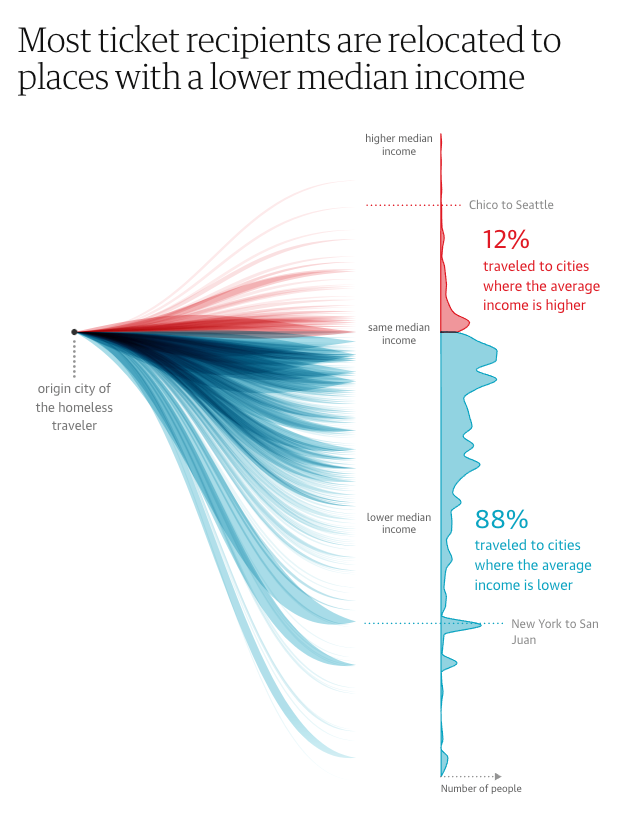 Most ticket recipients are relocated to
places with a lower median income
higher median
income
Chico to Seattle
12%
traveled to cities
where the average
income is higher
same median
income
origin city of
the homeless
traveler
lower median
income
88%
traveled to cities
where the average
income is lower
New York to San
Juan
Number of people